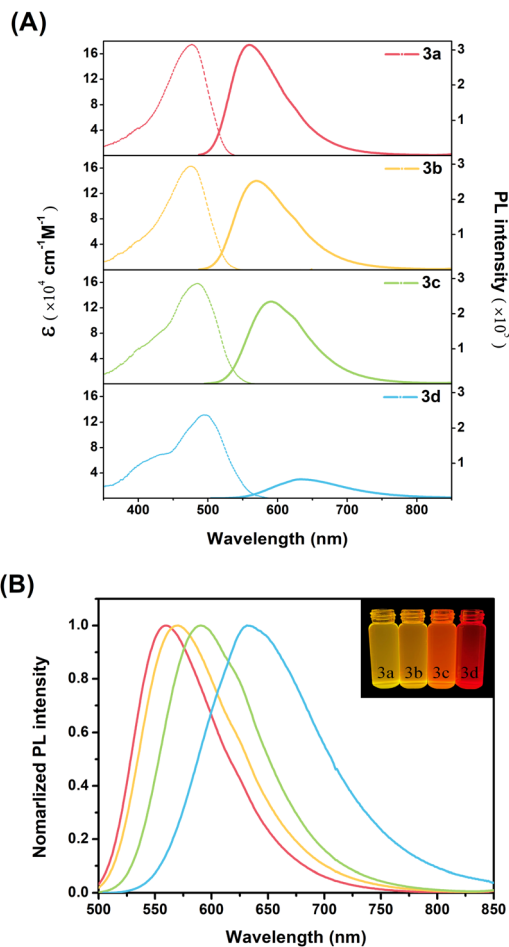 (A)
3a
16
12
8
4
3
2
1
3b
16
12
8
4
3
2
1
3c
16
12
8
4
3
2
1
3d
16
12
8
4
3
2
1
400 500 600 700 800
Wavelength (nm)
ε (×10⁴ cm⁻¹M⁻¹)
PL intensity (×10³)
(B)
1.0
0.8
0.6
0.4
0.2
0.0
500 550 600 650 700 750 800 850
Wavelength (nm)
Nomarlized PL intensity
3a 3b 3c 3d